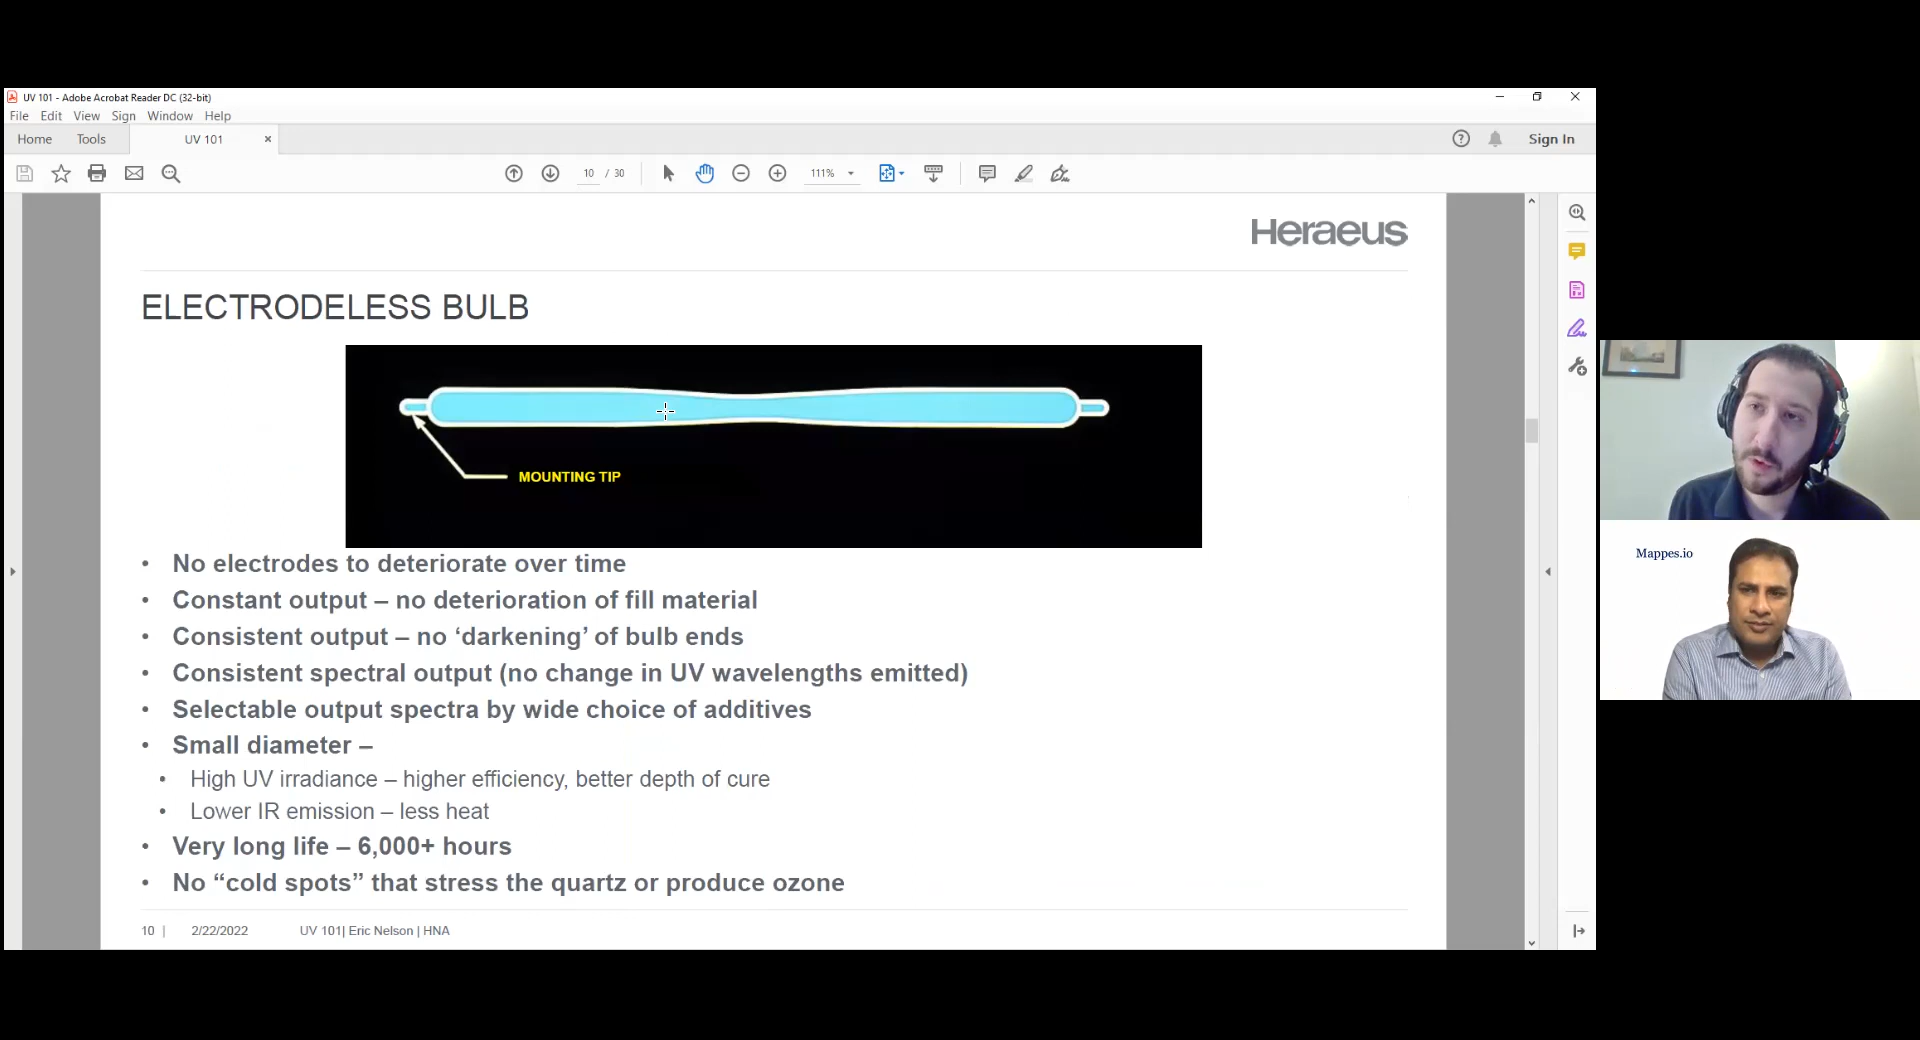 UV 101 - Adobe Acrobat Reader DC (32-bit)
File Edit View Sign Window Help
Home Tools UV 101 × Sign In
10 / 30 111%
Heraeus
ELECTRODELESS BULB
MOUNTING TIP
• No electrodes to deteriorate over time
• Constant output – no deterioration of fill material
• Consistent output – no ‘darkening’ of bulb ends
• Consistent spectral output (no change in UV wavelengths emitted)
• Selectable output spectra by wide choice of additives
• Small diameter –
• High UV irradiance – higher efficiency, better depth of cure
• Lower IR emission – less heat
• Very long life – 6,000+ hours
• No “cold spots” that stress the quartz or produce ozone
10 | 2/22/2022 UV 101| Eric Nelson | HNA
Mappes.io